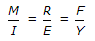 M/I = R/E = F/Y